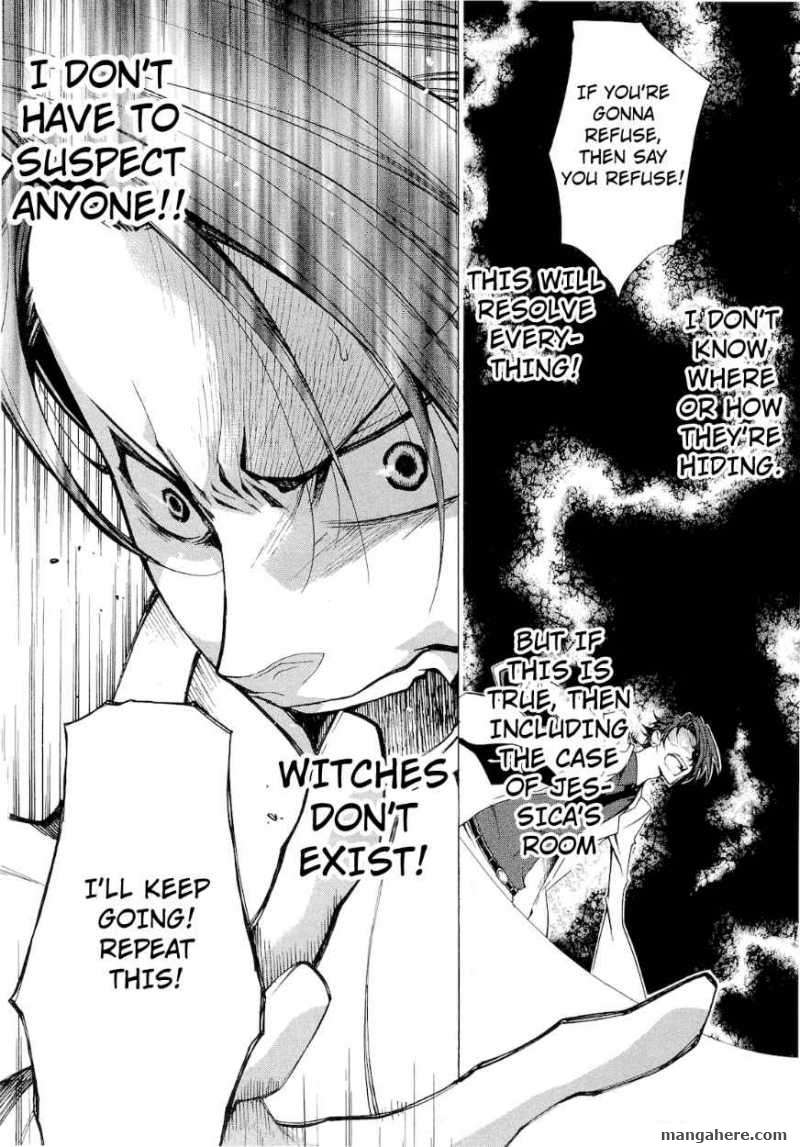 IF YOU'RE
GONNA
REFUSE,
THEN SAY
YOU REFUSE!
I DON'T
KNOW
WHERE
OR HOW
THEY'RE
HIDING.
THIS WILL
RESOLVE
EVERY-
THING!
BUT IF
THIS IS
TRUE, THEN
INCLUDING
THE CASE
OF JES-
SICA'S
ROOM
I DON'T
HAVE TO
SUSPECT
ANYONE!!
WITCHES
DON'T
EXIST!
I'LL KEEP
GOING!
REPEAT
THIS!
mangahere.com